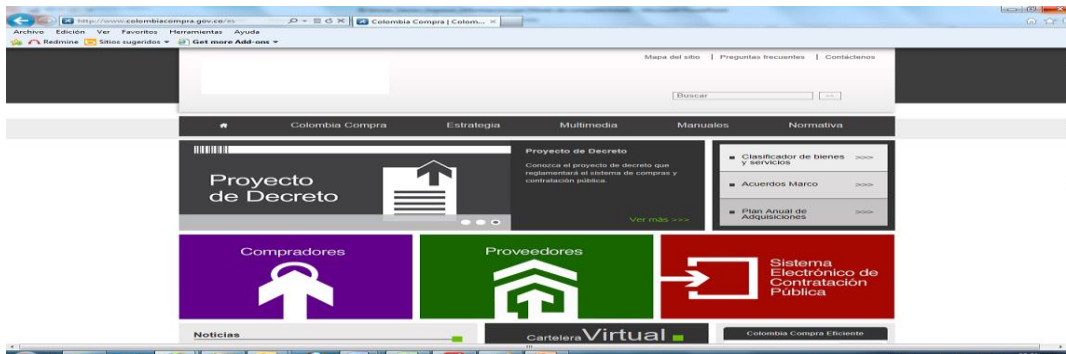 http://www.colombiacompra.gov.co/es
Colombia Compra | Colom...
Archivo Edición Ver Favoritos Herramientas Ayuda
Redmine Sitios sugeridos Get more Add-ons
Mapa del sitio | Preguntas frecuentes | Contáctenos
Buscar
Colombia Compra Estrategia Multimedia Manuales Normativa
Proyecto
de Decreto
Proyecto de Decreto
Conozca el proyecto de decreto que
reglamentará el sistema de compras y
contratación pública.
Ver más >>>
Clasificador de bienes >>>
y servicios
Acuerdos Marco >>>
Plan Anual de >>>
Adquisiciones
Compradores
Proveedores
Sistema
Electrónico de
Contratación
Pública
Noticias
Cartelera Virtual
Colombia Compra Eficiente